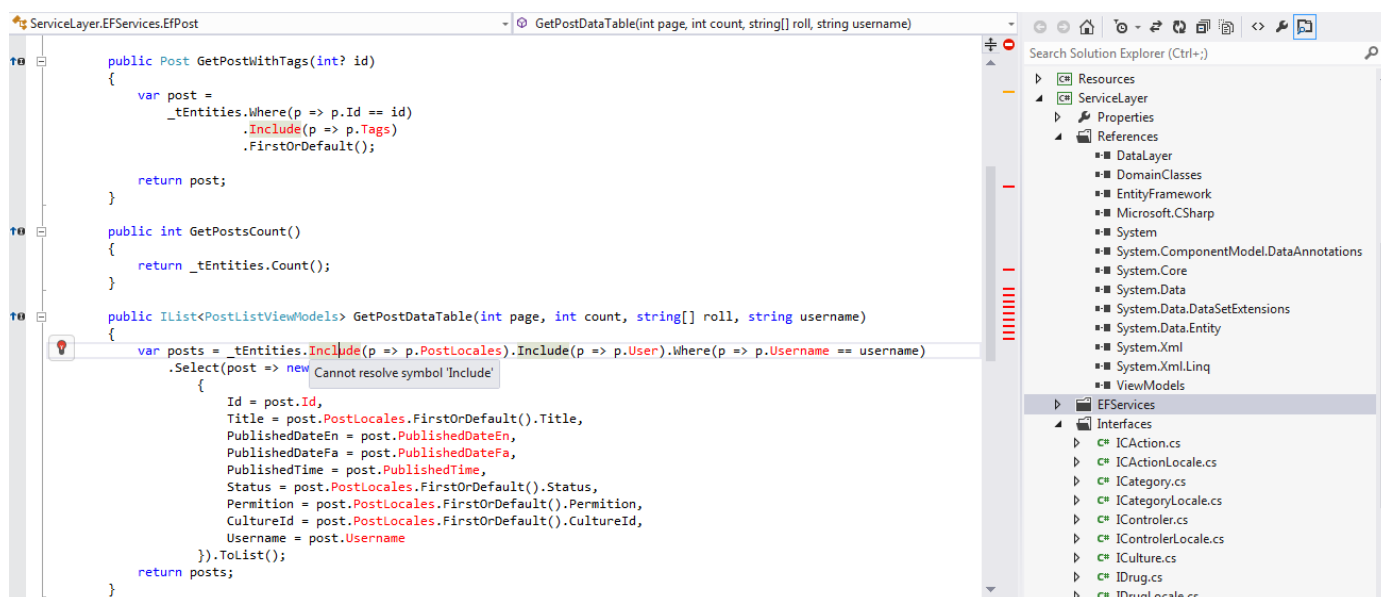 ServiceLayer.EFServices.EfPost
GetPostDataTable(int page, int count, string[] roll, string username)
public Post GetPostWithTags(int? id)
{
var post =
_tEntities.Where(p => p.Id == id)
.Include(p => p.Tags)
.FirstOrDefault();
return post;
}
public int GetPostsCount()
{
return _tEntities.Count();
}
public IList<PostListViewModels> GetPostDataTable(int page, int count, string[] roll, string username)
{
var posts = _tEntities.Include(p => p.PostLocales).Include(p => p.User).Where(p => p.Username == username)
.Select(post => new
Cannot resolve symbol 'Include'
{
Id = post.Id,
Title = post.PostLocales.FirstOrDefault().Title,
PublishedDateEn = post.PublishedDateEn,
PublishedDateFa = post.PublishedDateFa,
PublishedTime = post.PublishedTime,
Status = post.PostLocales.FirstOrDefault().Status,
Permition = post.PostLocales.FirstOrDefault().Permition,
CultureId = post.PostLocales.FirstOrDefault().CultureId,
Username = post.Username
}).ToList();
return posts;
}
Search Solution Explorer (Ctrl+;)
C# Resources
C# ServiceLayer
Properties
References
DataLayer
DomainClasses
EntityFramework
Microsoft.CSharp
System
System.ComponentModel.DataAnnotations
System.Core
System.Data
System.Data.DataSetExtensions
System.Data.Entity
System.Xml
System.Xml.Linq
ViewModels
EFServices
Interfaces
C# ICAction.cs
C# ICActionLocale.cs
C# ICategory.cs
C# ICategoryLocale.cs
C# IControler.cs
C# IControlerLocale.cs
C# ICulture.cs
C# IDrug.cs
C# IDrugLocale.cs